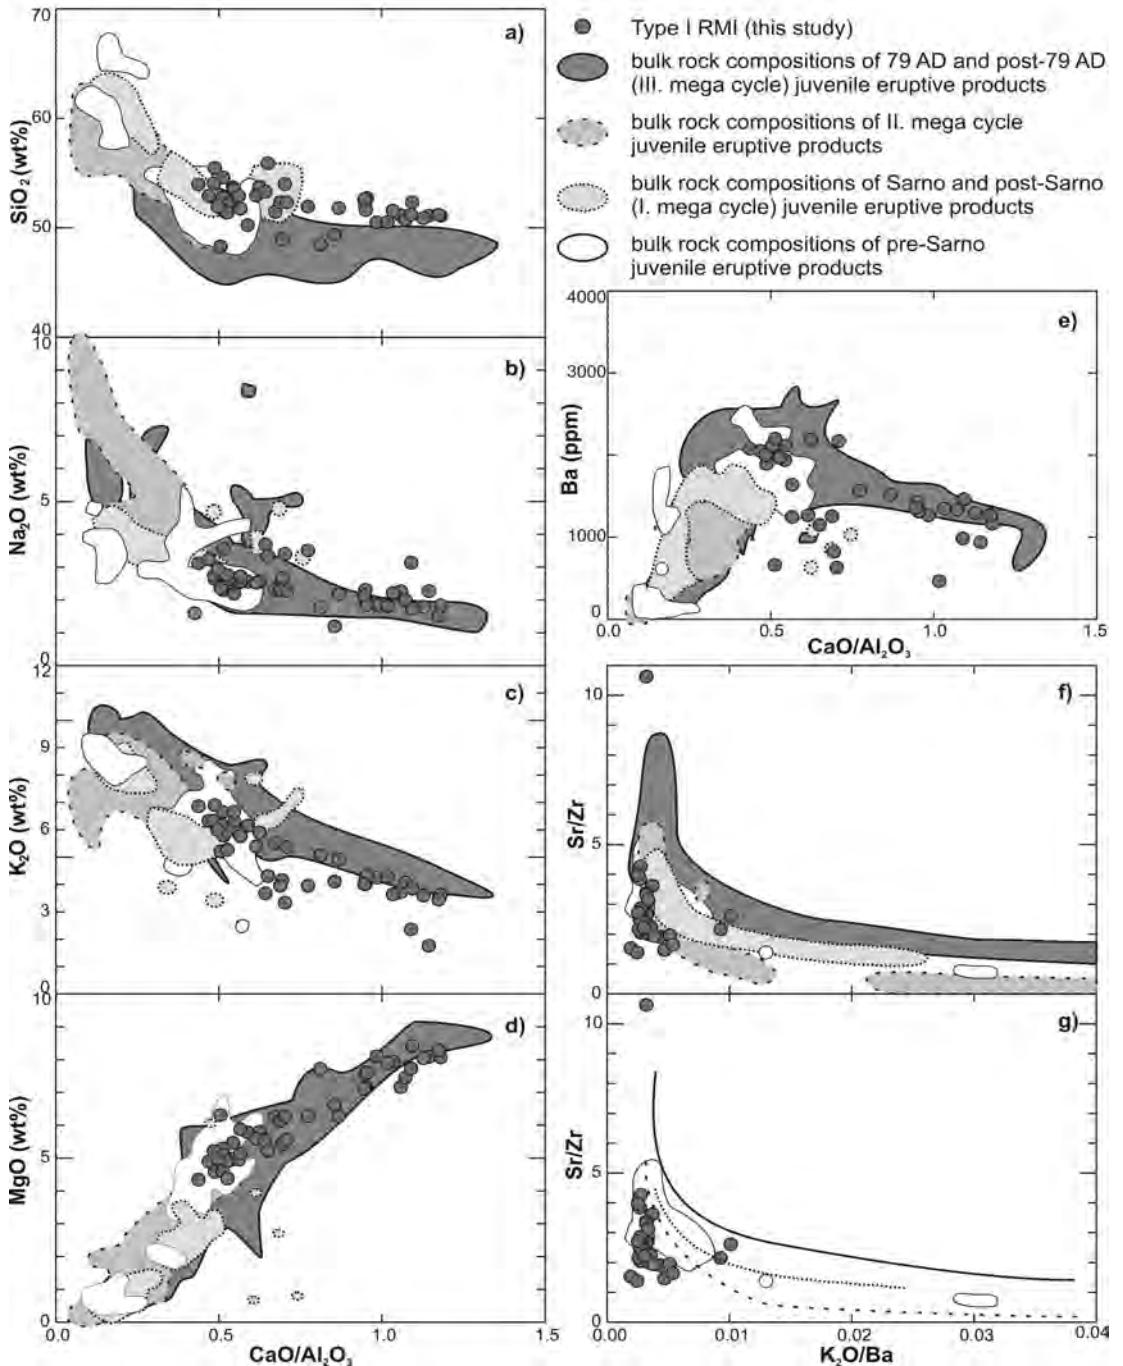 a)
70
60
50
40
SiO₂ (wt%)
Type I RMI (this study)
bulk rock compositions of 79 AD and post-79 AD
(III. mega cycle) juvenile eruptive products
bulk rock compositions of II. mega cycle
juvenile eruptive products
bulk rock compositions of Sarno and post-Sarno
(I. mega cycle) juvenile eruptive products
bulk rock compositions of pre-Sarno
juvenile eruptive products
b)
10
5
0
Na₂O (wt%)
c)
12
9
6
3
0
K₂O (wt%)
d)
10
5
0
MgO (wt%)
0.0 0.5 1.0 1.5
CaO/Al₂O₃
e)
4000
3000
1000
0
Ba (ppm)
0.0 0.5 1.0 1.5
CaO/Al₂O₃
f)
10
5
0
Sr/Zr
g)
10
5
0
Sr/Zr
0.00 0.01 0.02 0.03 0.04
K₂O/Ba